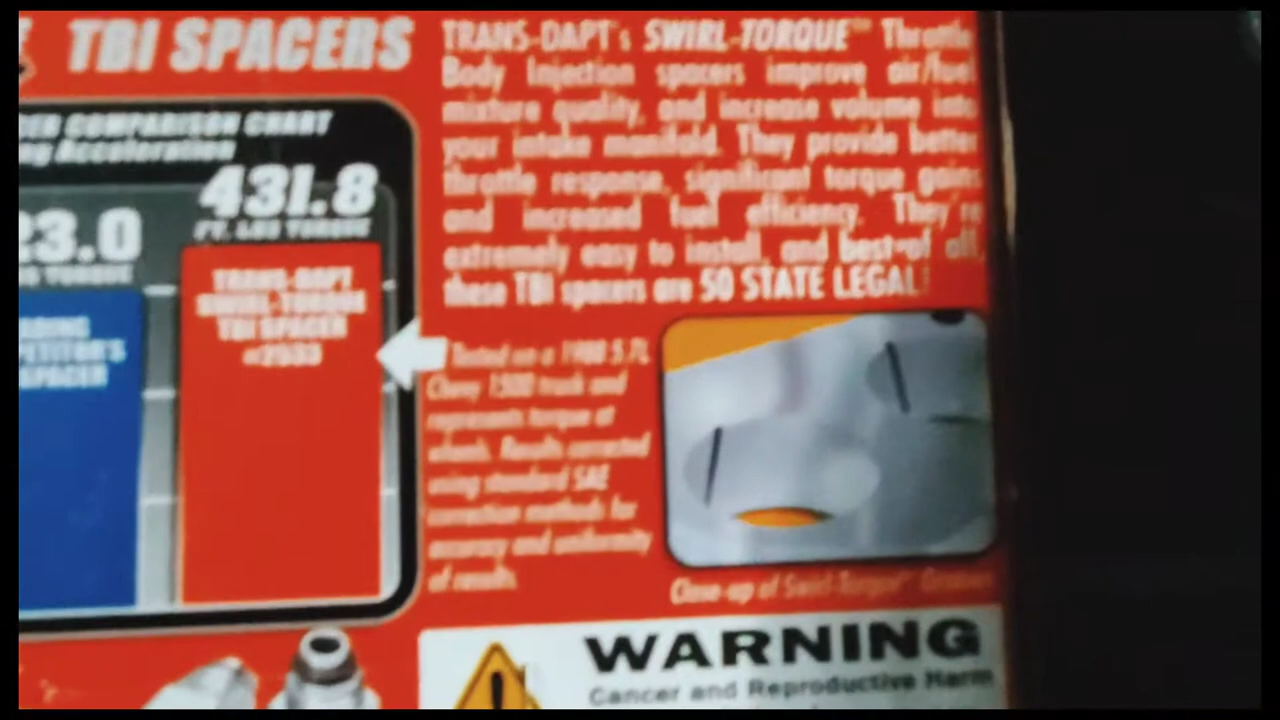 TBI SPACERS
COMPARISON CHART
Acceleration
431.8
FT. LBS TORQUE
23.0
TORQUE
TRANS-DAPT
SWIRL-TORQUE
TBI SPACER
SPACER
TRANS-DAPT's SWIRL-TORQUE™ Throttle
Body Injection spacers improve air/fuel
mixture quality, and increase volume into
your intake manifold. They provide better
throttle response, significant torque gains
and increased fuel efficiency. They're
extremely easy to install, and best of all,
these TBI spacers are 50 STATE LEGAL!
Tested on a 1988 5.7L
Chevy 1500 truck and
represents torque at
wheels. Results corrected
using standard SAE
correction methods for
accuracy and uniformity
of results.
Close-up of Swirl-Torque™ Grooves
WARNING
Cancer and Reproductive Harm